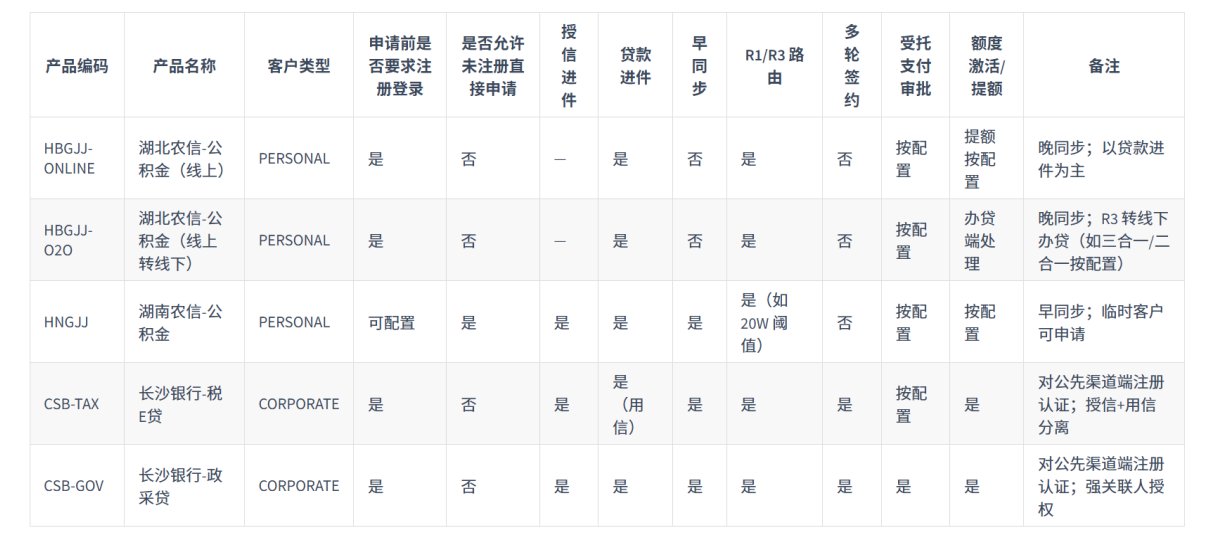 产品编码
产品名称
客户类型
申请前是
否要求注
册登录
是否允许
未注册直
接申请
授
信
进
件
贷款
进件
早
同
步
R1/R3 路
由
多
轮
签
约
受托
支付
审批
额度
激活/
提额
备注
HBGJJ-
ONLINE
湖北农信-公
积金（线上）
PERSONAL
是
否
—
是
否
是
否
按配
置
提额
按配
置
晚同步；以贷款进
件为主
HBGJJ-
O2O
湖北农信-公
积金（线上
转线下）
PERSONAL
是
否
—
是
否
是
否
按配
置
办贷
端处
理
晚同步；R3 转线下
办贷（如三合一/二
合一按配置）
HNGJJ
湖南农信-公
积金
PERSONAL
可配置
是
是
是
是
是（如
20W 阈
值）
否
按配
置
按配
置
早同步；临时客户
可申请
CSB-TAX
长沙银行-税
E贷
CORPORATE
是
否
是
是
（用
信）
是
是
是
按配
置
是
对公先渠道端注册
认证；授信+用信
分离
CSB-GOV
长沙银行-政
采贷
CORPORATE
是
否
是
是
是
是
是
是
是
对公先渠道端注册
认证；强关联人授
权